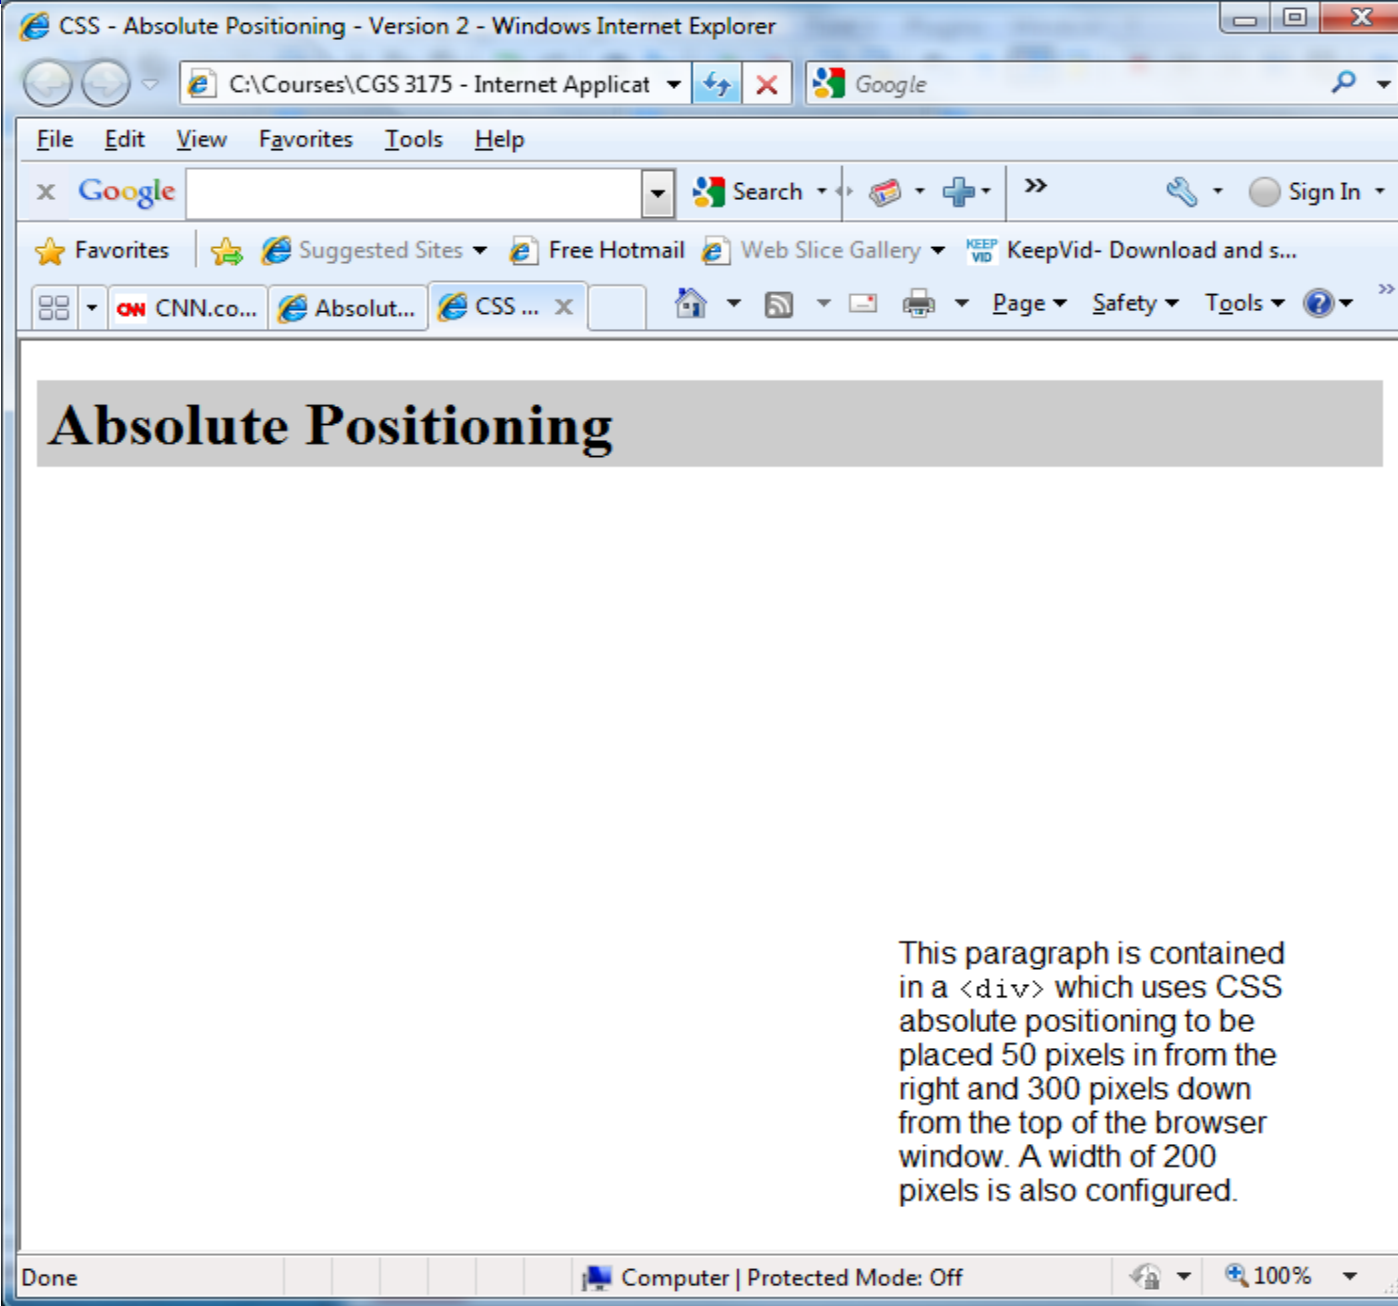 CSS - Absolute Positioning - Version 2 - Windows Internet Explorer
C:\Courses\CGS 3175 - Internet Applicat
Google
File Edit View Favorites Tools Help
x Google Search » Sign In
Favorites Suggested Sites Free Hotmail Web Slice Gallery KEEP VID KeepVid- Download and s...
CNN CNN.co... Absolut... CSS ... x Page Safety Tools »
Absolute Positioning
This paragraph is contained
in a <div> which uses CSS
absolute positioning to be
placed 50 pixels in from the
right and 300 pixels down
from the top of the browser
window. A width of 200
pixels is also configured.
Done Computer | Protected Mode: Off 100%